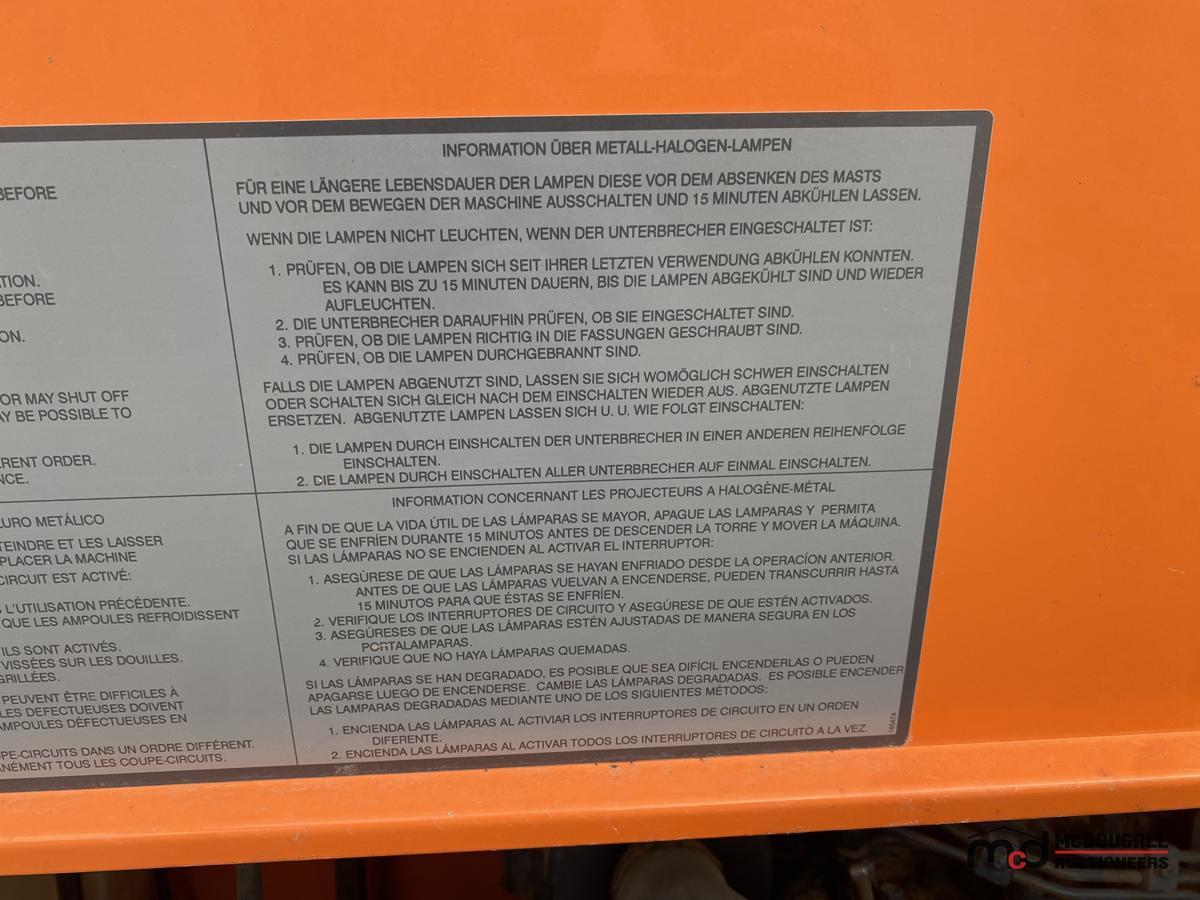 BEFORE
TION.
BEFORE
ON.
OR MAY SHUT OFF
AY BE POSSIBLE TO
RENT ORDER.
NCE.
INFORMATION ÜBER METALL-HALOGEN-LAMPEN
FÜR EINE LÄNGERE LEBENSDAUER DER LAMPEN DIESE VOR DEM ABSENKEN DES MASTS
UND VOR DEM BEWEGEN DER MASCHINE AUSSCHALTEN UND 15 MINUTEN ABKÜHLEN LASSEN.
WENN DIE LAMPEN NICHT LEUCHTEN, WENN DER UNTERBRECHER EINGESCHALTET IST:
1. PRÜFEN, OB DIE LAMPEN SICH SEIT IHRER LETZTEN VERWENDUNG ABKÜHLEN KONNTEN.
ES KANN BIS ZU 15 MINUTEN DAUERN, BIS DIE LAMPEN ABGEKÜHLT SIND UND WIEDER
AUFLEUCHTEN.
2. DIE UNTERBRECHER DARAUFHIN PRÜFEN, OB SIE EINGESCHALTET SIND.
3. PRÜFEN, OB DIE LAMPEN RICHTIG IN DIE FASSUNGEN GESCHRAUBT SIND.
4. PRÜFEN, OB DIE LAMPEN DURCHGEBRANNT SIND.
FALLS DIE LAMPEN ABGENUTZT SIND, LASSEN SIE SICH WOMÖGLICH SCHWER EINSCHALTEN
ODER SCHALTEN SICH GLEICH NACH DEM EINSCHALTEN WIEDER AUS. ABGENUTZTE LAMPEN
ERSETZEN. ABGENUTZTE LAMPEN LASSEN SICH U. U. WIE FOLGT EINSCHALTEN:
1. DIE LAMPEN DURCH EINSHCALTEN DER UNTERBRECHER IN EINER ANDEREN REIHENFOLGE
EINSCHALTEN.
2. DIE LAMPEN DURCH EINSCHALTEN ALLER UNTERBRECHER AUF EINMAL EINSCHALTEN.
URO METÁLICO
TEINDRE ET LES LAISSER
PLACER LA MACHINE
CIRCUIT EST ACTIVÉ:
L'UTILISATION PRÉCÉDENTE.
QUE LES AMPOULES REFROIDISSENT
ILS SONT ACTIVÉS.
VISSÉES SUR LES DOUILLES.
GRILLÉES.
PEUVENT ÊTRE DIFFICILES À
LES DEFECTUEUSES DOIVENT
AMPOULES DÉFECTUEUSES EN
PE-CIRCUITS DANS UN ORDRE DIFFÉRENT.
ANÉMENT TOUS LES COUPE-CIRCUITS.
INFORMATION CONCERNANT LES PROJECTEURS A HALOGÈNE-MÉTAL
A FIN DE QUE LA VIDA ÚTIL DE LAS LÁMPARAS SE MAYOR, APAGUE LAS LAMPARAS Y PERMITA
QUE SE ENFRÍEN DURANTE 15 MINUTOS ANTES DE DESCENDER LA TORRE Y MOVER LA MÁQUINA.
SI LAS LÁMPARAS NO SE ENCIENDEN AL ACTIVAR EL INTERRUPTOR:
1. ASEGÚRESE DE QUE LAS LÁMPARAS SE HAYAN ENFRIADO DESDE LA OPERACÍON ANTERIOR.
ANTES DE QUE LAS LÁMPARAS VUELVAN A ENCENDERSE, PUEDEN TRANSCURRIR HASTA
15 MINUTOS PARA QUE ÉSTAS SE ENFRÍEN.
2. VERIFIQUE LOS INTERRUPTORES DE CIRCUITO Y ASEGÚRESE DE QUE ESTÉN ACTIVADOS.
3. ASEGÚRESES DE QUE LAS LÁMPARAS ESTÉN AJUSTADAS DE MANERA SEGURA EN LOS
PORTALAMPARAS.
4. VERIFIQUE QUE NO HAYA LÁMPARAS QUEMADAS.
SI LAS LÁMPARAS SE HAN DEGRADADO, ES POSIBLE QUE SEA DIFÍCIL ENCENDERLAS O PUEDEN
APAGARSE LUEGO DE ENCENDERSE. CAMBIE LAS LÁMPARAS DEGRADADAS. ES POSIBLE ENCENDER
LAS LAMPARAS DEGRADADAS MEDIANTE UNO DE LOS SIGUIENTES MÉTODOS:
1. ENCIENDA LAS LÁMPARAS AL ACTIVIAR LOS INTERRUPTORES DE CIRCUITO EN UN ORDEN
DIFERENTE.
2. ENCIENDA LAS LÁMPARAS AL ACTIVAR TODOS LOS INTERRUPTORES DE CIRCUITO A LA VEZ.
165474
mcd MCDOUGALL
AUCTIONEERS